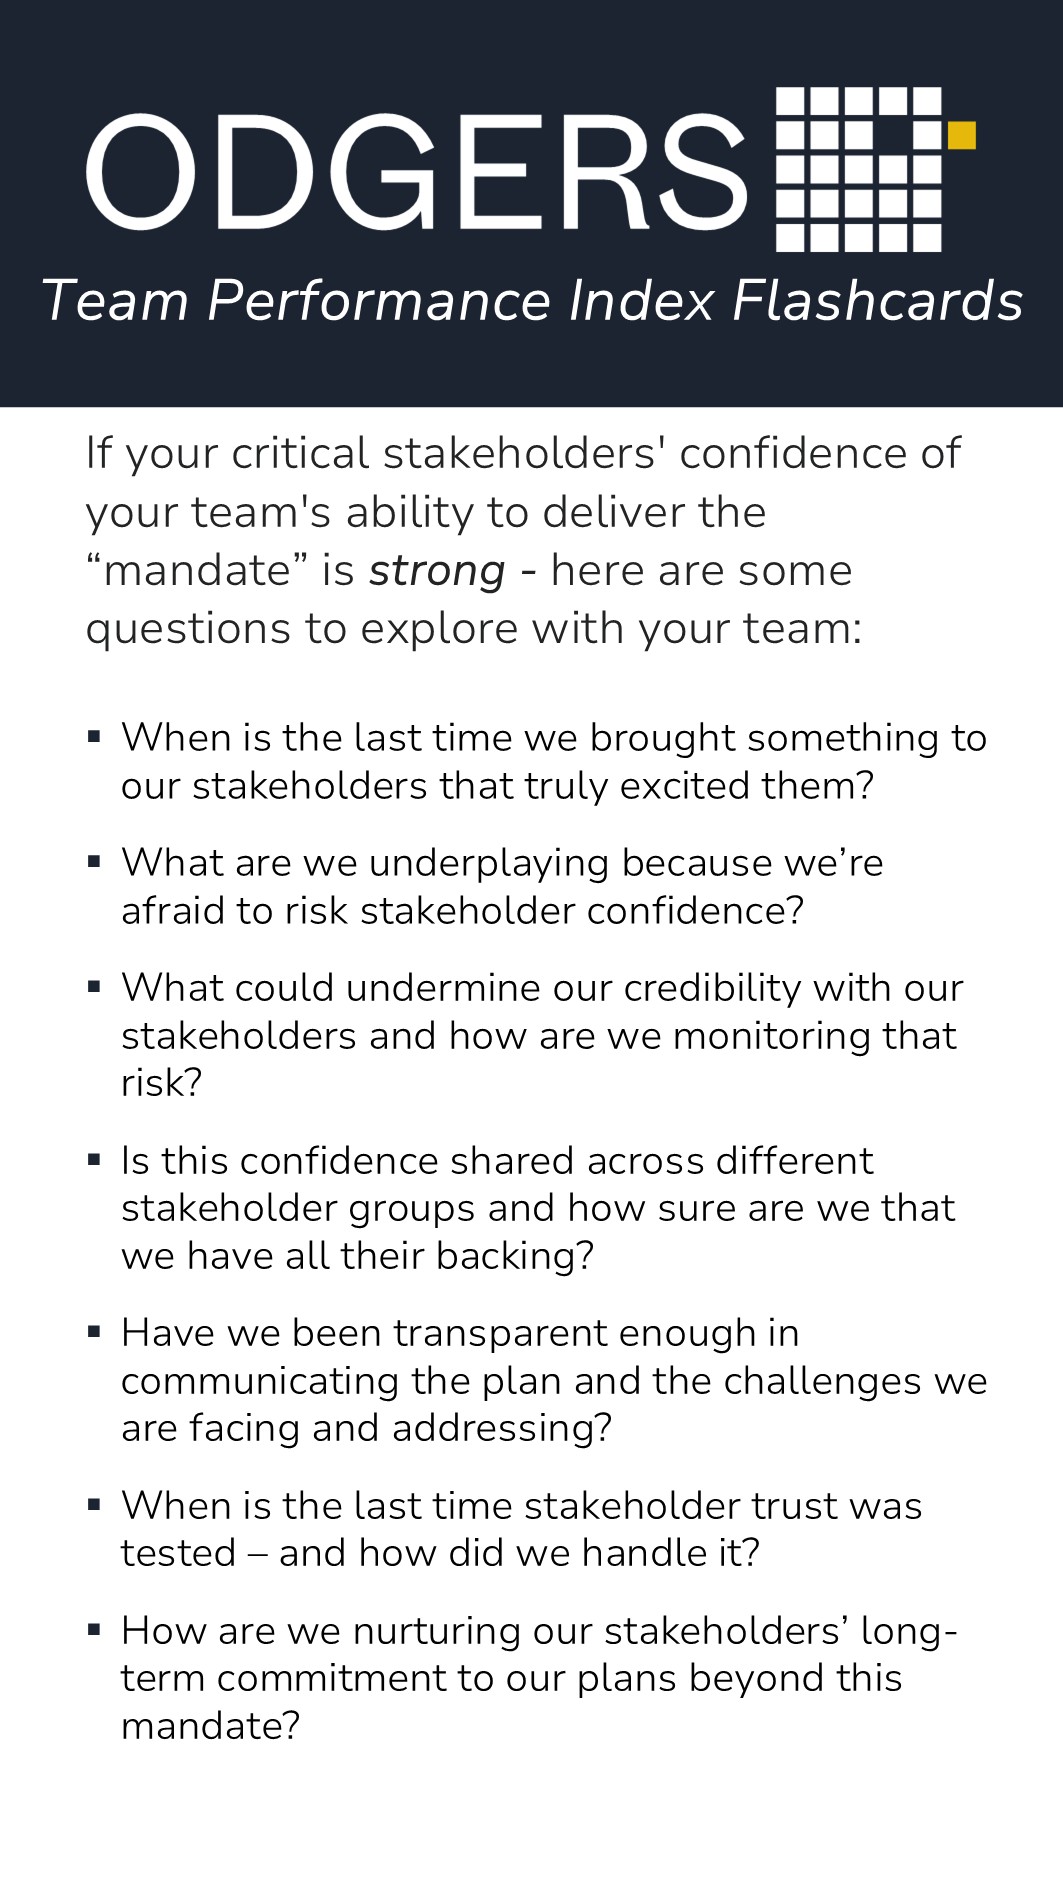 ODGERS
Team Performance Index Flashcards
If your critical stakeholders' confidence of
your team's ability to deliver the
“mandate” is strong - here are some
questions to explore with your team:
▪ When is the last time we brought something to
our stakeholders that truly excited them?
▪ What are we underplaying because we’re
afraid to risk stakeholder confidence?
▪ What could undermine our credibility with our
stakeholders and how are we monitoring that
risk?
▪ Is this confidence shared across different
stakeholder groups and how sure are we that
we have all their backing?
▪ Have we been transparent enough in
communicating the plan and the challenges we
are facing and addressing?
▪ When is the last time stakeholder trust was
tested – and how did we handle it?
▪ How are we nurturing our stakeholders’ long-
term commitment to our plans beyond this
mandate?